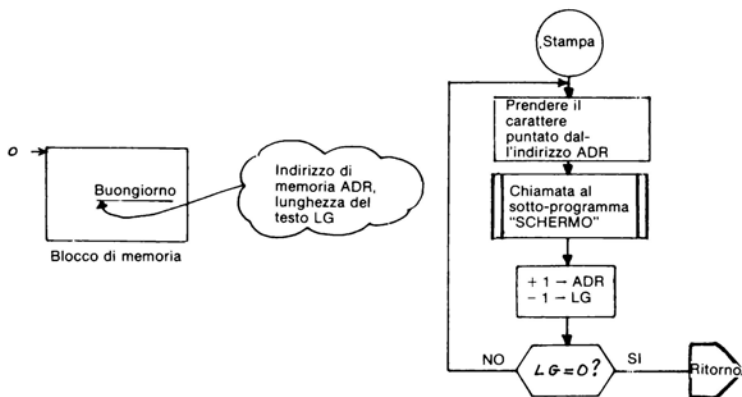 Stampa
Prendere il
carattere
puntato dal-
l'indirizzo ADR
Chiamata al
sotto-programma
"SCHERMO"
+ 1 → ADR
− 1 → LG
NO
LG=0?
SI
Ritorno
0
Buongiorno
Blocco di memoria
Indirizzo di
memoria ADR,
lunghezza del
testo LG